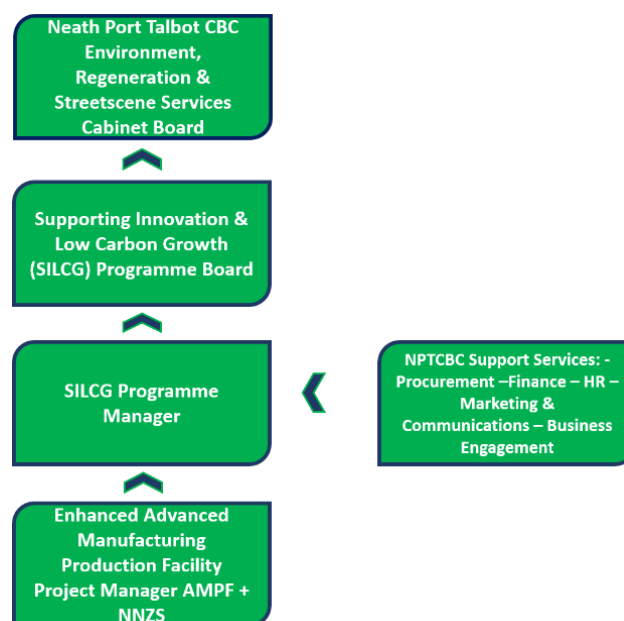 Neath Port Talbot CBC
Environment,
Regeneration &
Streetscene Services
Cabinet Board
Supporting Innovation &
Low Carbon Growth
(SILCG) Programme Board
SILCG Programme
Manager
NPTCBC Support Services: -
Procurement –Finance – HR –
Marketing &
Communications – Business
Engagement
Enhanced Advanced
Manufacturing
Production Facility
Project Manager AMPF +
NNZS